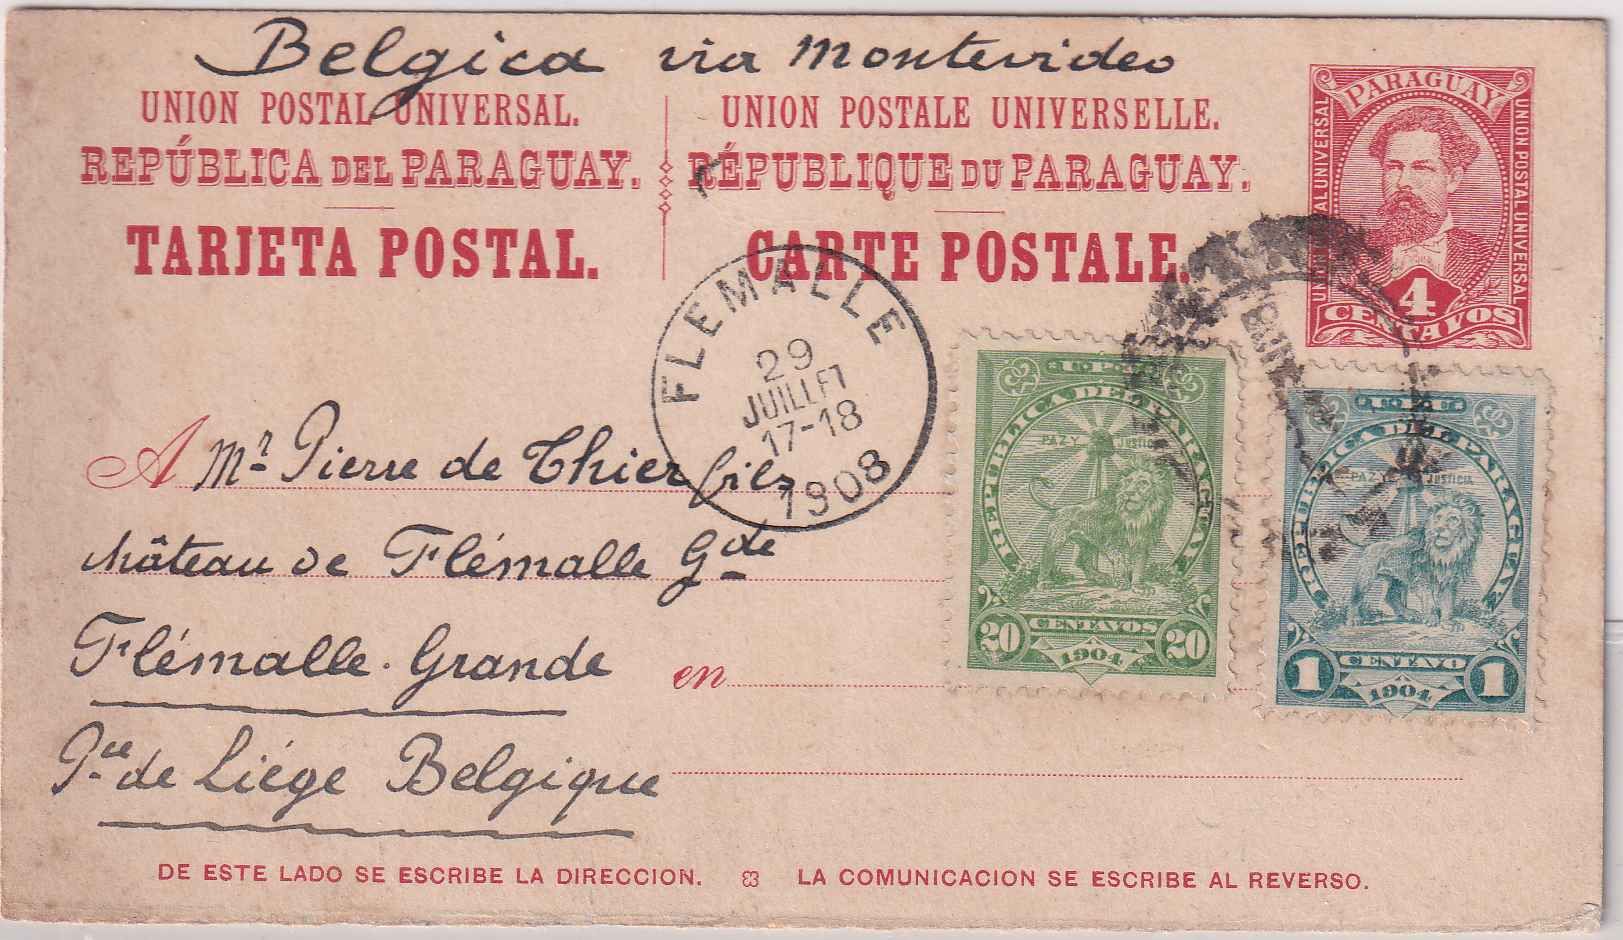 Belgica via Montevideo
UNION POSTAL UNIVERSAL.
REPÚBLICA DEL PARAGUAY.
TARJETA POSTAL.
UNION POSTALE UNIVERSELLE.
RÉPUBLIQUE DU PARAGUAY.
CARTE POSTALE.
PARAGUAY
UNION POSTAL UNIVERSAL
UNION POSTAL UNIVERSAL
4
CENTAVOS
FLEMALLE
29
JUILLET
17-18
1908
U.P.U.
REPUBLICA DEL PARAGUAY
PAZ Y JUSTICIA
20 CENTAVOS 20
1904
U.P.U.
REPUBLICA DEL PARAGUAY
PAZ Y JUSTICIA
1 CENTAVO 1
1904
A Mr. Pierre de Thier fils
château de Flémalle Gde
Flémalle-Grande
en
Pce de Liége Belgique
DE ESTE LADO SE ESCRIBE LA DIRECCION. LA COMUNICACION SE ESCRIBE AL REVERSO.